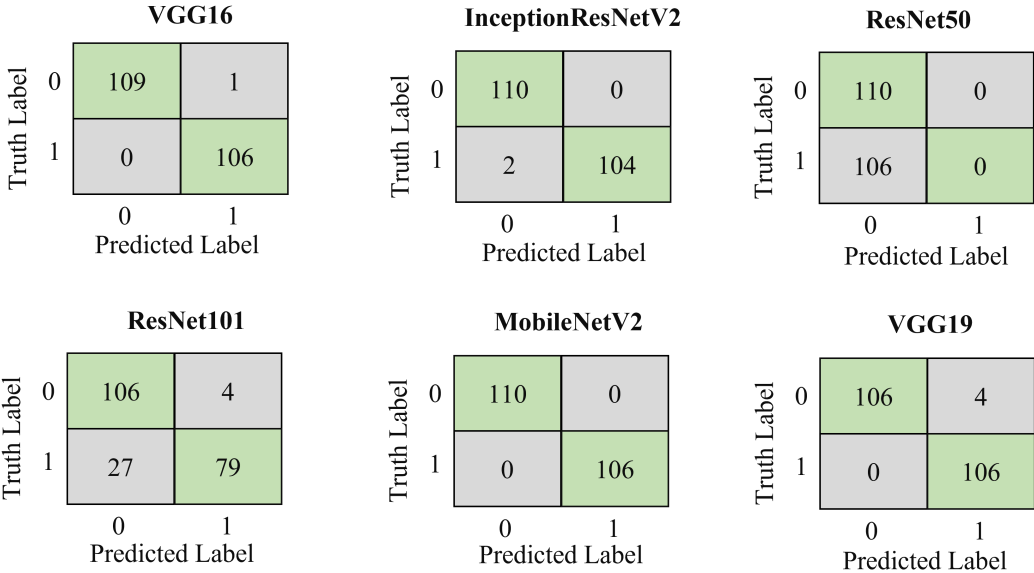 VGG16
Truth Label
0 109 1
1 0 106
0 1
Predicted Label
InceptionResNetV2
Truth Label
0 110 0
1 2 104
0 1
Predicted Label
ResNet50
Truth Label
0 110 0
1 106 0
0 1
Predicted Label
ResNet101
Truth Label
0 106 4
1 27 79
0 1
Predicted Label
MobileNetV2
Truth Label
0 110 0
1 0 106
0 1
Predicted Label
VGG19
Truth Label
0 106 4
1 0 106
0 1
Predicted Label